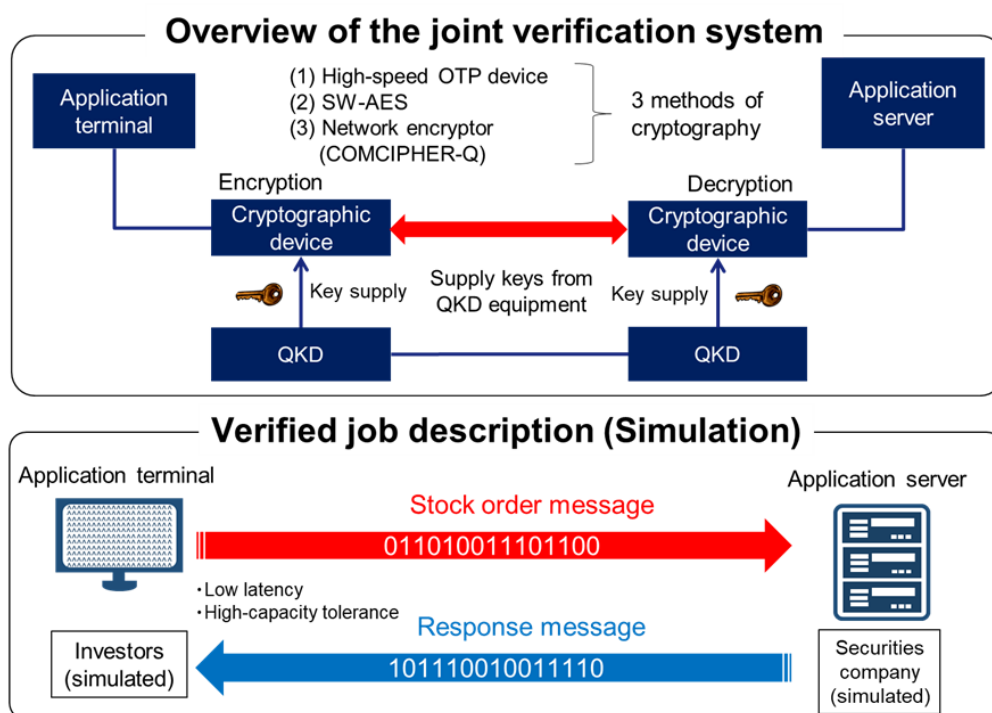 Overview of the joint verification system
Application
terminal
(1) High-speed OTP device
(2) SW-AES
(3) Network encryptor
(COMCIPHER-Q)
3 methods of
cryptography
Application
server
Encryption
Cryptographic
device
Decryption
Cryptographic
device
Key supply
Supply keys from
QKD equipment
Key supply
QKD
QKD
Verified job description (Simulation)
Application terminal
Application server
Stock order message
011010011101100
・Low latency
・High-capacity tolerance
Response message
101110010011110
Investors
(simulated)
Securities
company
(simulated)